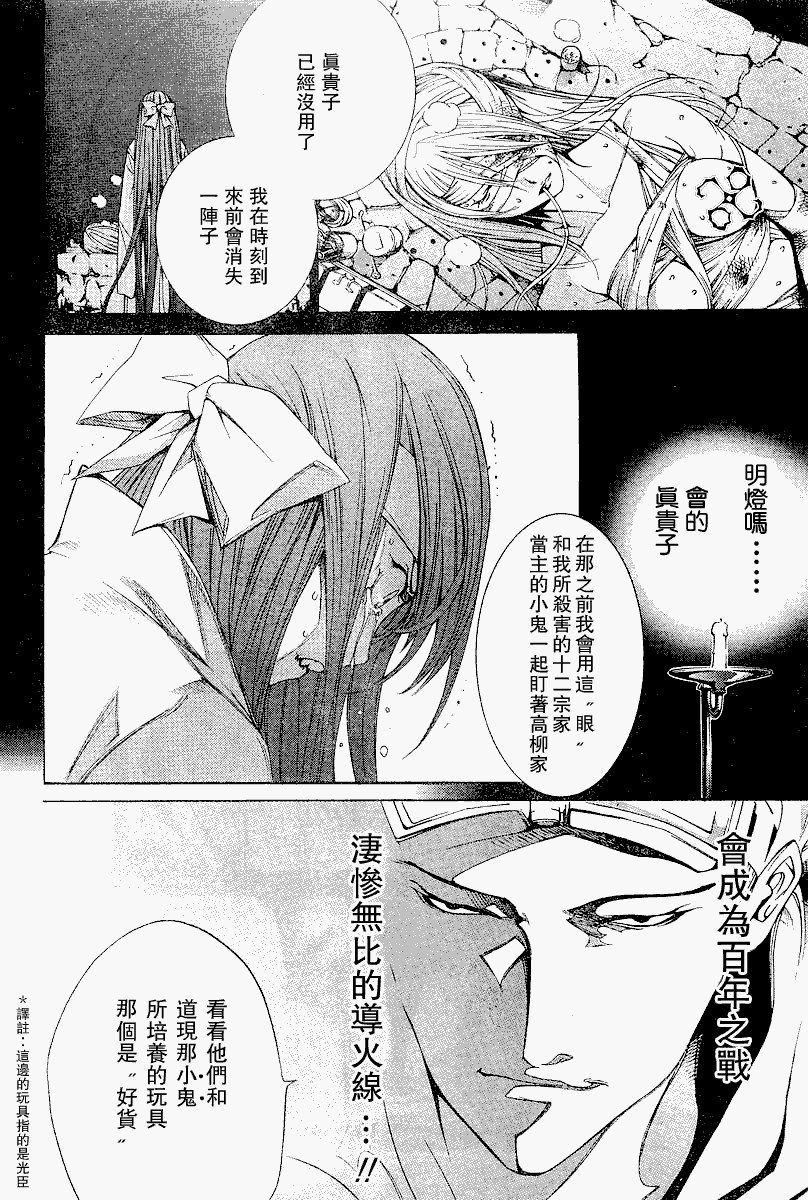 眞貴子
已經沒用了
我在時刻到
來前會消失
一陣子
明燈嗎……
會的
眞貴子
在那之前我會用這〝眼〞
和我所殺害的十二宗家
當主的小鬼一起盯著高柳家
會成為百年之戰
淒慘無比的導火線…!!
看看他們和
道現那小鬼
所培養的玩具
那個是〝好貨〞
＊譯註：這邊的玩具指的是光臣